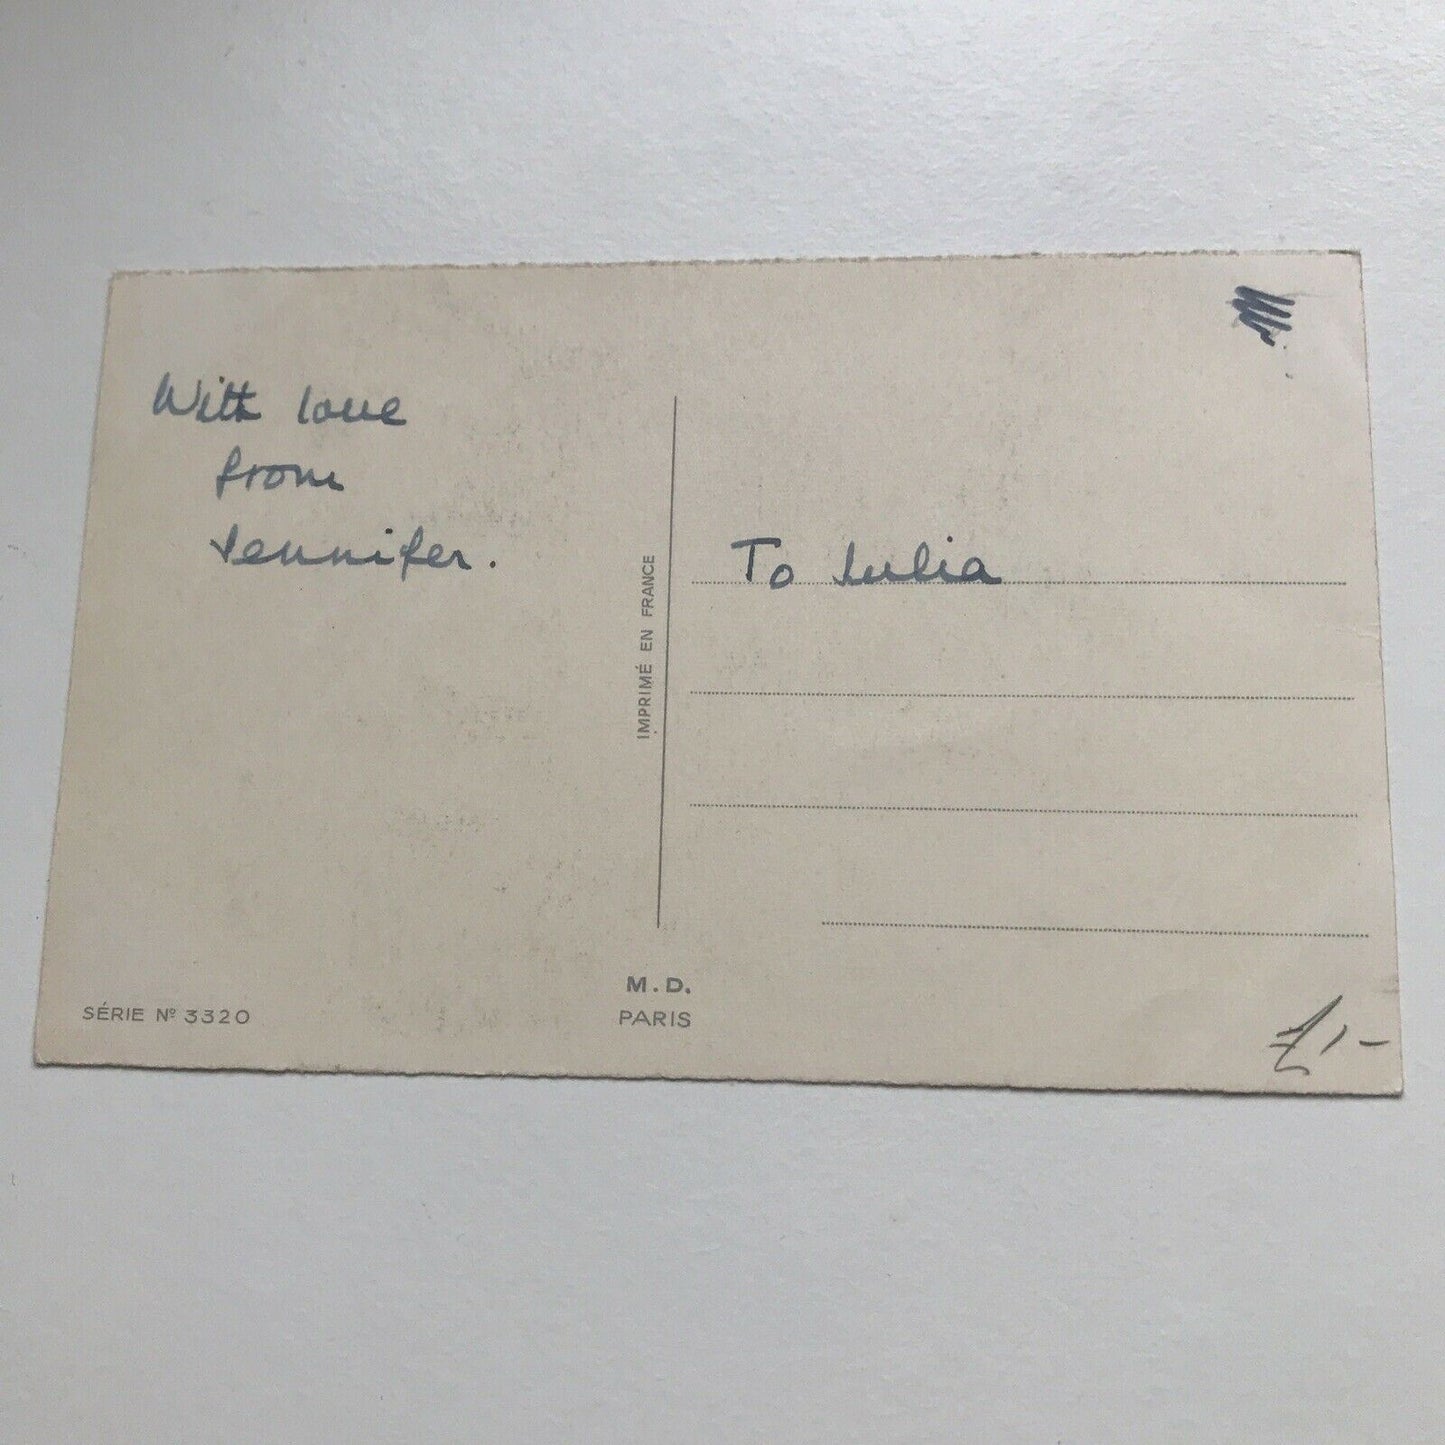 With love
from
Jennifer.
To Julia
IMPRIMÉ EN FRANCE
M.D.
PARIS
SÉRIE Nº 3320
£1-